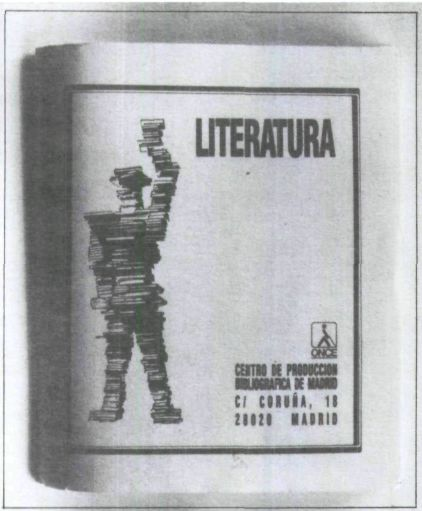 LITERATURA
ONCE
CENTRO DE PRODUCCION
BIBLIOGRAFICA DE MADRID
C/ CORUÑA, 18
28020 MADRID